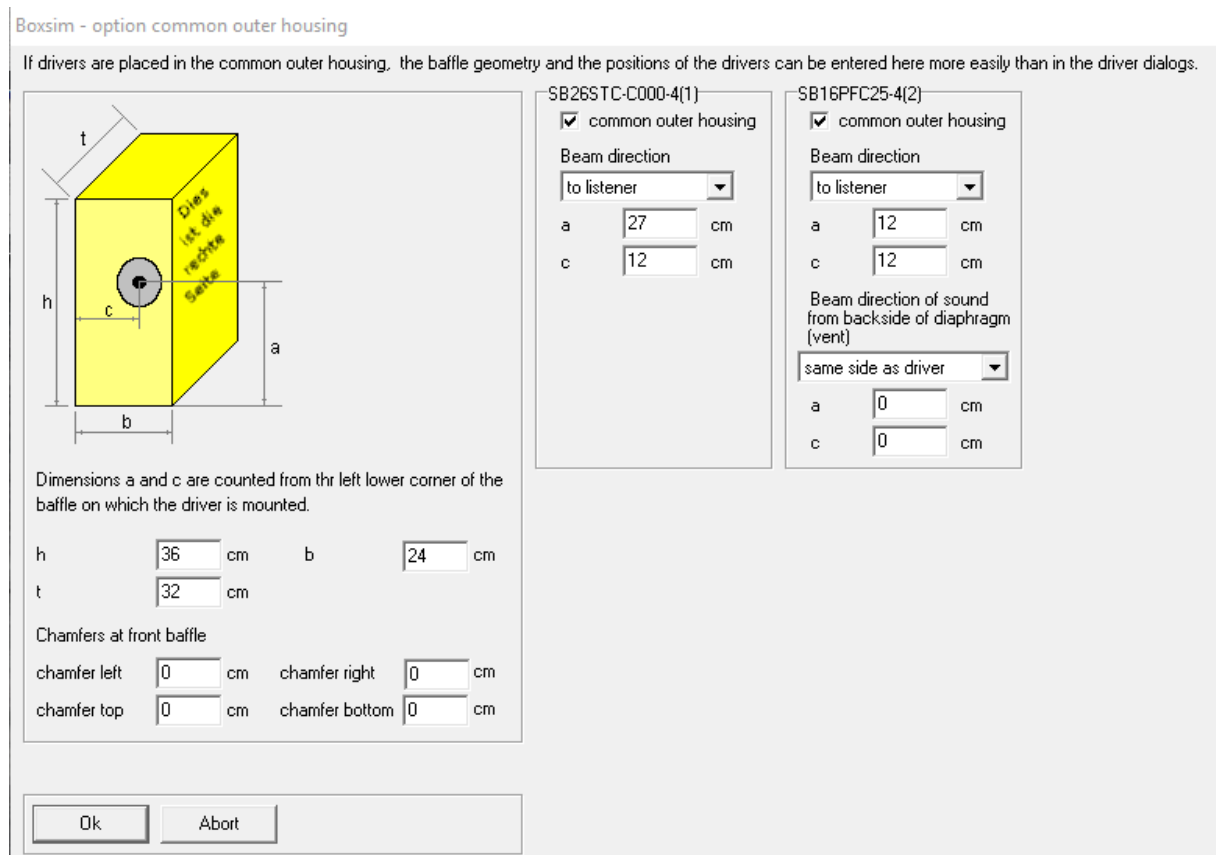 Boxsim - option common outer housing
If drivers are placed in the common outer housing, the baffle geometry and the positions of the drivers can be entered here more easily than in the driver dialogs.
t
Dies
ist die
rechte
Seite
h
c
a
b
Dimensions a and c are counted from thr left lower corner of the
baffle on which the driver is mounted.
h 36 cm b 24 cm
t 32 cm
Chamfers at front baffle
chamfer left 0 cm chamfer right 0 cm
chamfer top 0 cm chamfer bottom 0 cm
SB26STC-C000-4(1)
common outer housing
Beam direction
to listener
a 27 cm
c 12 cm
SB16PFC25-4(2)
common outer housing
Beam direction
to listener
a 12 cm
c 12 cm
Beam direction of sound
from backside of diaphragm
(vent)
same side as driver
a 0 cm
c 0 cm
Ok Abort